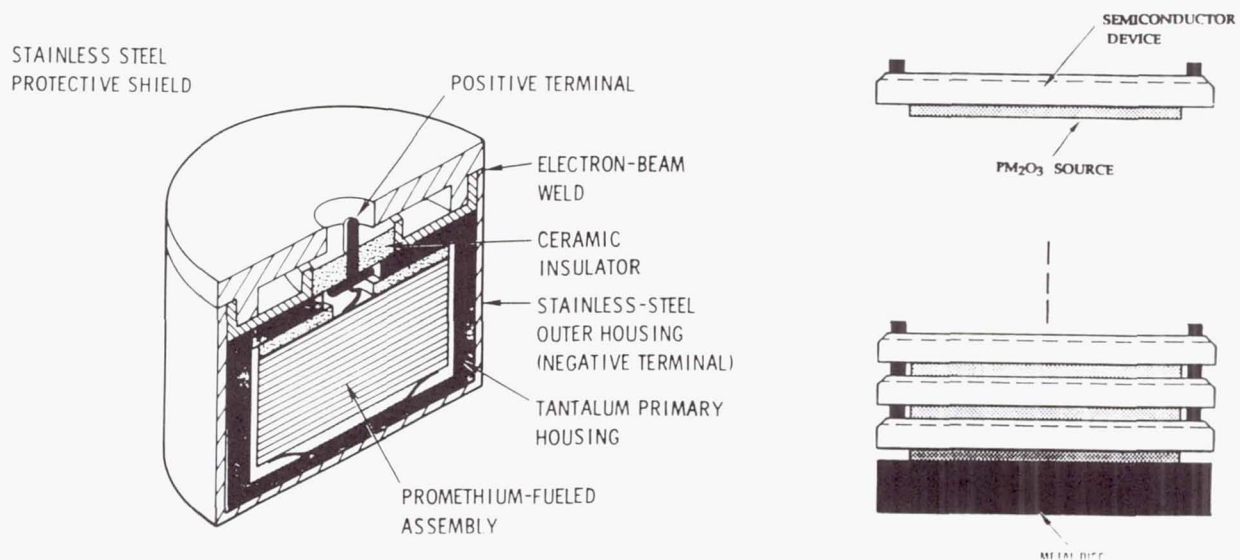 STAINLESS STEEL
PROTECTIVE SHIELD
POSITIVE TERMINAL
ELECTRON-BEAM
WELD
CERAMIC
INSULATOR
STAINLESS-STEEL
OUTER HOUSING
(NEGATIVE TERMINAL)
TANTALUM PRIMARY
HOUSING
PROMETHIUM-FUELED
ASSEMBLY
SEMICONDUCTOR
DEVICE
PM₂O₃ SOURCE